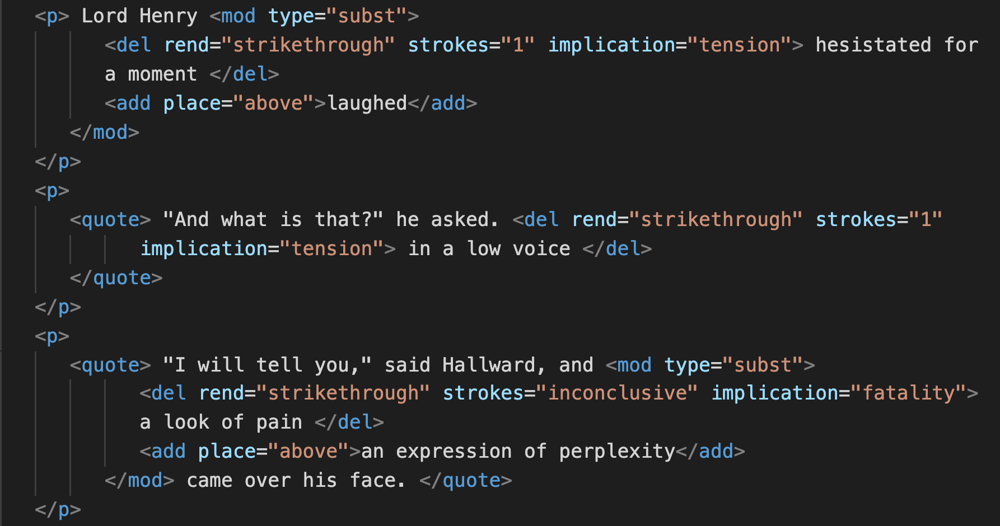 <p> Lord Henry <mod type="subst">
<del rend="strikethrough" strokes="1" implication="tension"> hesistated for
a moment </del>
<add place="above">laughed</add>
</mod>
</p>
<p>
<quote> "And what is that?" he asked. <del rend="strikethrough" strokes="1"
implication="tension"> in a low voice </del>
</quote>
</p>
<p>
<quote> "I will tell you," said Hallward, and <mod type="subst">
<del rend="strikethrough" strokes="inconclusive" implication="fatality">
a look of pain </del>
<add place="above">an expression of perplexity</add>
</mod> came over his face. </quote>
</p>